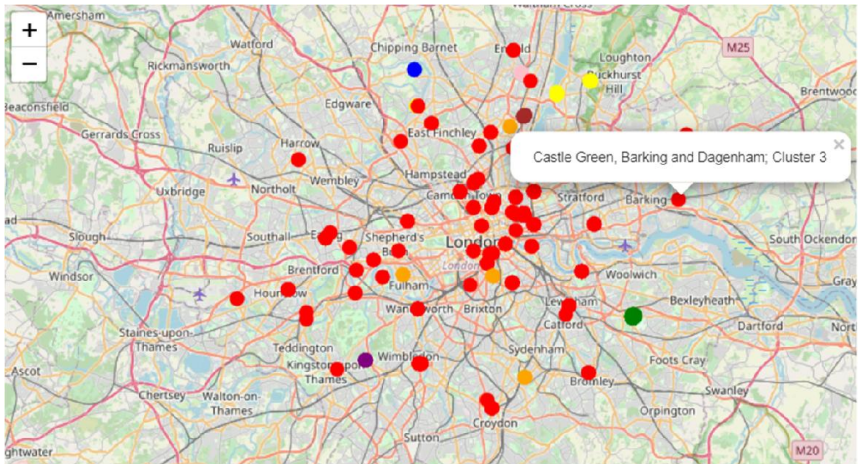 Amersham
Waltham Cross
+
−
Chipping Barnet
Enfield
Watford
M25
Loughton
Rickmansworth
Buckhurst
Hill
Brentwood
Edgware
Beaconsfield
Gerrards Cross
East Finchley
Harrow
Ruislip
×
Castle Green, Barking and Dagenham; Cluster 3
Hampstead
Wembley
Uxbridge
Northolt
Camden Town
Stratford
Barking
Slough
Southall
Ealing
Shepherd's
Bush
London
South Ockendon
London
Windsor
Brentford
Woolwich
Hounslow
Fulham
Wandsworth
Brixton
Lewisham
Bexleyheath
Catford
Dartford
Staines-upon-
Thames
Teddington
Wimbledon
Sydenham
Kingston upon
Thames
Foots Cray
Ascot
Bromley
Chertsey
Walton-on-
Thames
Swanley
Orpington
Croydon
Sutton
M20